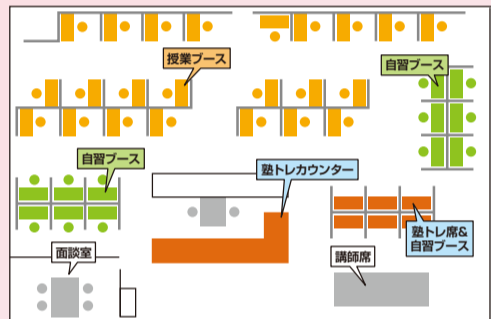 授業ブース
自習ブース
自習ブース
塾トレカウンター
塾トレ席&
自習ブース
面談室
講師席